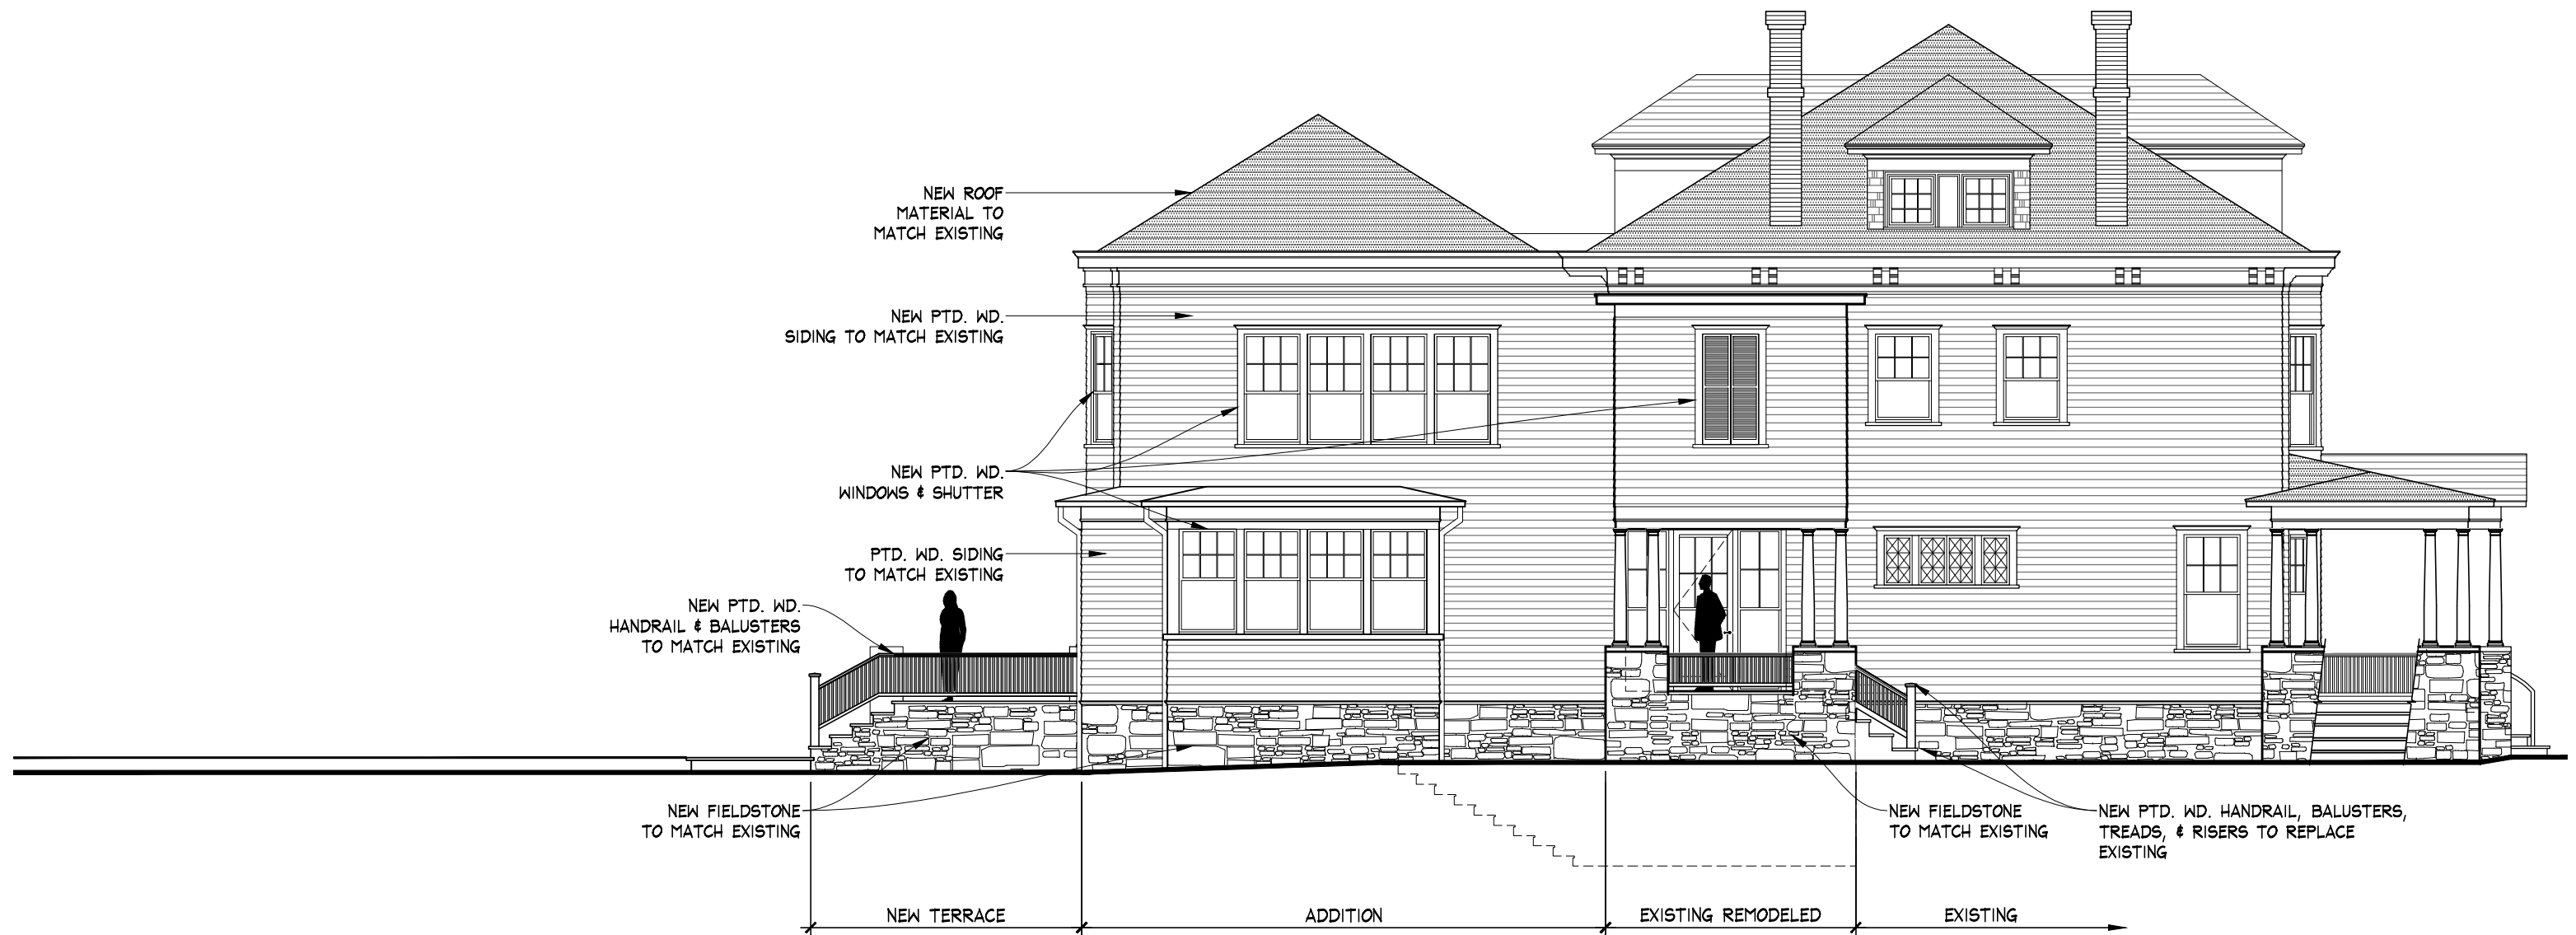 NEW ROOF
MATERIAL TO
MATCH EXISTING
NEW PTD. WD.
SIDING TO MATCH EXISTING
NEW PTD. WD.
WINDOWS & SHUTTER
PTD. WD. SIDING
TO MATCH EXISTING
NEW PTD. WD.
HANDRAIL & BALUSTERS
TO MATCH EXISTING
NEW FIELDSTONE
TO MATCH EXISTING
NEW FIELDSTONE
TO MATCH EXISTING
NEW PTD. WD. HANDRAIL, BALUSTERS,
TREADS, & RISERS TO REPLACE
EXISTING
NEW TERRACE
ADDITION
EXISTING REMODELED
EXISTING